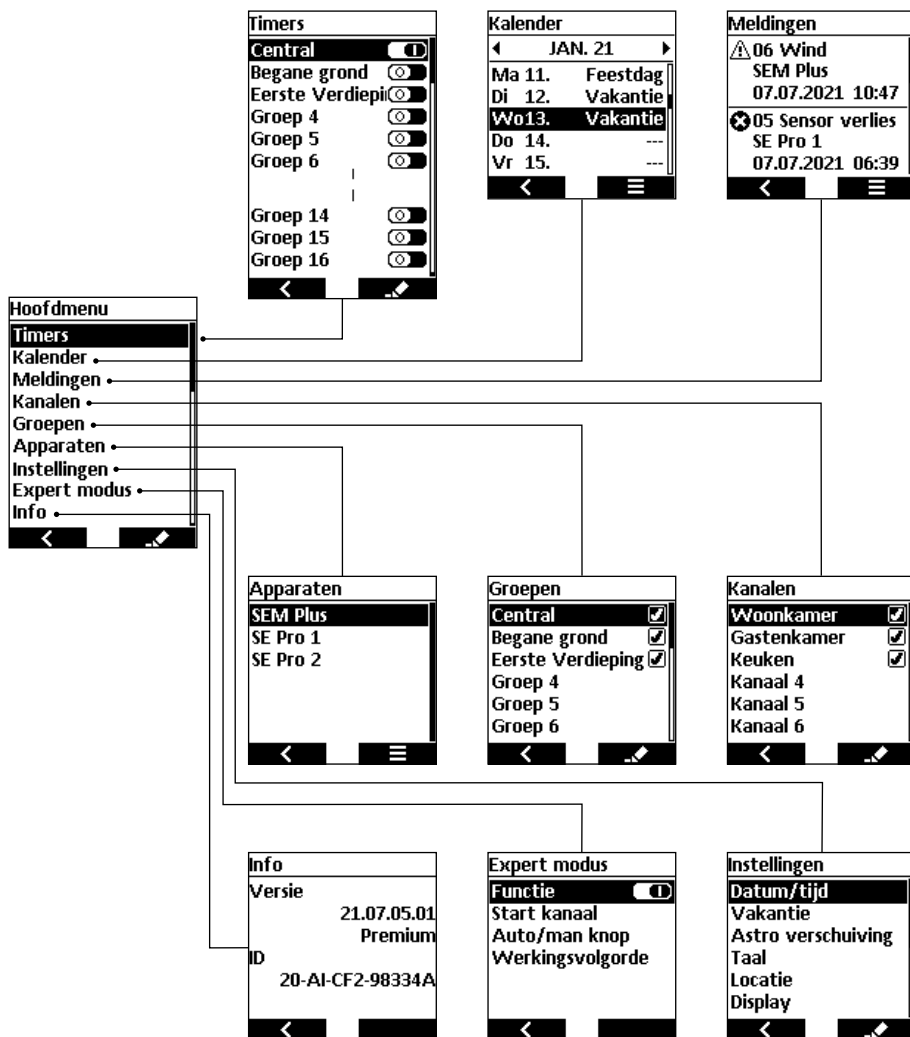 Timers
Central
Begane grond
Eerste Verdiepi
Groep 4
Groep 5
Groep 6
Groep 14
Groep 15
Groep 16
Kalender
JAN. 21
Ma 11. Feestdag
Di 12. Vakantie
Wo13. Vakantie
Do 14. ---
Vr 15. ---
Meldingen
06 Wind
SEM Plus
07.07.2021 10:47
05 Sensor verlies
SE Pro 1
07.07.2021 06:39
Hoofdmenu
Timers
Kalender
Meldingen
Kanalen
Groepen
Apparaten
Instellingen
Expert modus
Info
Apparaten
SEM Plus
SE Pro 1
SE Pro 2
Groepen
Central
Begane grond
Eerste Verdieping
Groep 4
Groep 5
Groep 6
Kanalen
Woonkamer
Gastenkamer
Keuken
Kanaal 4
Kanaal 5
Kanaal 6
Info
Versie
21.07.05.01
Premium
ID
20-AI-CF2-98334A
Expert modus
Functie
Start kanaal
Auto/man knop
Werkingsvolgorde
Instellingen
Datum/tijd
Vakantie
Astro verschuiving
Taal
Locatie
Display